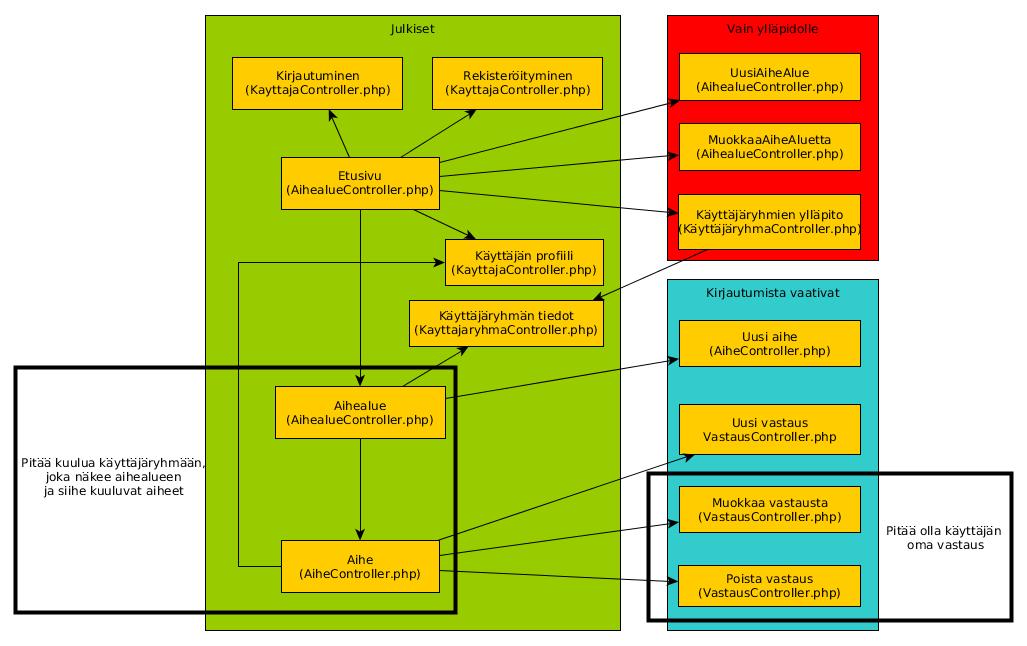 Julkiset
Kirjautuminen
(KayttajaController.php)
Rekisteröityminen
(KayttajaController.php)
Etusivu
(AihealueController.php)
Käyttäjän profiili
(KayttajaController.php)
Käyttäjäryhmän tiedot
(KayttajaryhmaController.php)
Aihealue
(AihealueController.php)
Aihe
(AiheController.php)
Pitää kuulua käyttäjäryhmään,
joka näkee aihealueen
ja siihe kuuluvat aiheet
Vain ylläpidolle
UusiAiheAlue
(AihealueController.php)
MuokkaaAiheAluetta
(AihealueController.php)
Käyttäjäryhmien ylläpito
(KäyttäjäryhmaController.php)
Kirjautumista vaativat
Uusi aihe
(AiheController.php)
Uusi vastaus
VastausController.php
Muokkaa vastausta
(VastausController.php)
Poista vastaus
(VastausController.php)
Pitää olla käyttäjän
oma vastaus